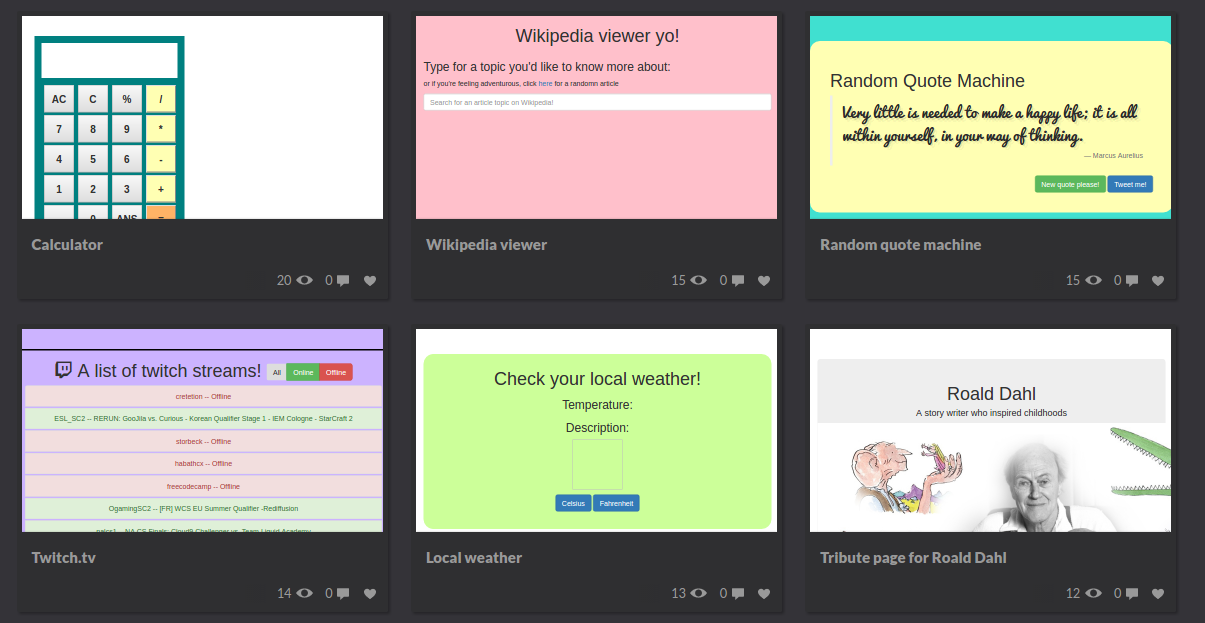 AC C % /
7 8 9 *
4 5 6 -
1 2 3 +
0 ANS =
Calculator
20 0
Wikipedia viewer yo!
Type for a topic you'd like to know more about:
or if you're feeling adventurous, click here for a randomn article
Search for an article topic on Wikipedia!
Wikipedia viewer
15 0
Random Quote Machine
Very little is needed to make a happy life; it is all
within yourself, in your way of thinking.
— Marcus Aurelius
New quote please! Tweet me!
Random quote machine
15 0
A list of twitch streams! All Online Offline
cretetion -- Offline
ESL_SC2 -- RERUN: GooJila vs. Curious - Korean Qualifier Stage 1 - IEM Cologne - StarCraft 2
storbeck -- Offline
habathcx -- Offline
freecodecamp -- Offline
OgamingSC2 -- [FR] WCS EU Summer Qualifier -Rediffusion
Twitch.tv
14 0
Check your local weather!
Temperature:
Description:
Celsius Fahrenheit
Local weather
13 0
Roald Dahl
A story writer who inspired childhoods
Tribute page for Roald Dahl
12 0